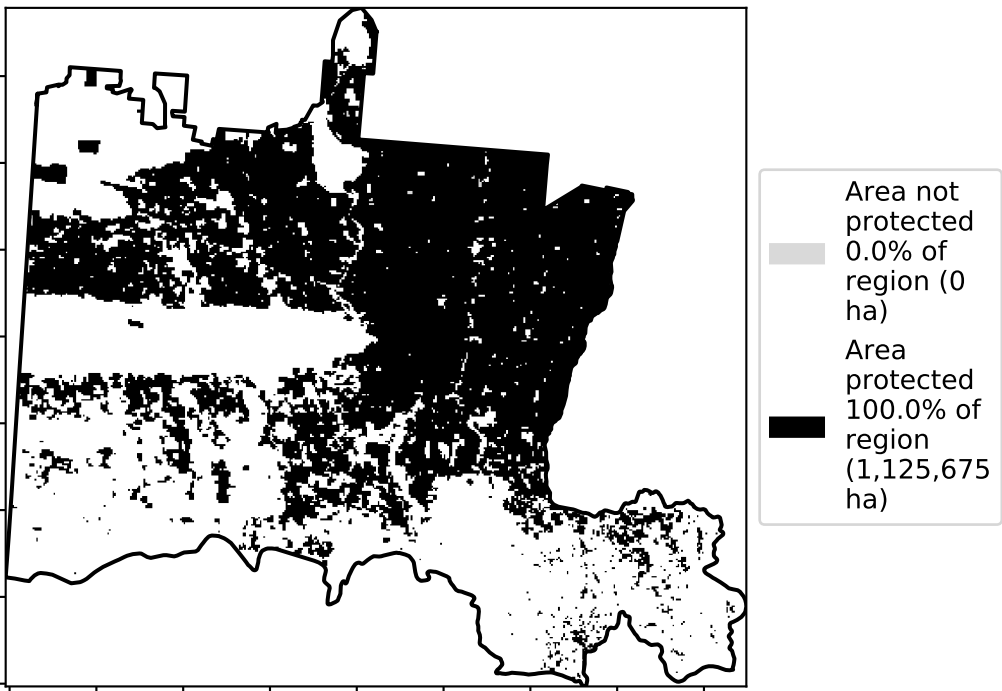 Area not
protected
0.0% of
region (0
ha)
Area
protected
100.0% of
region
(1,125,675
ha)